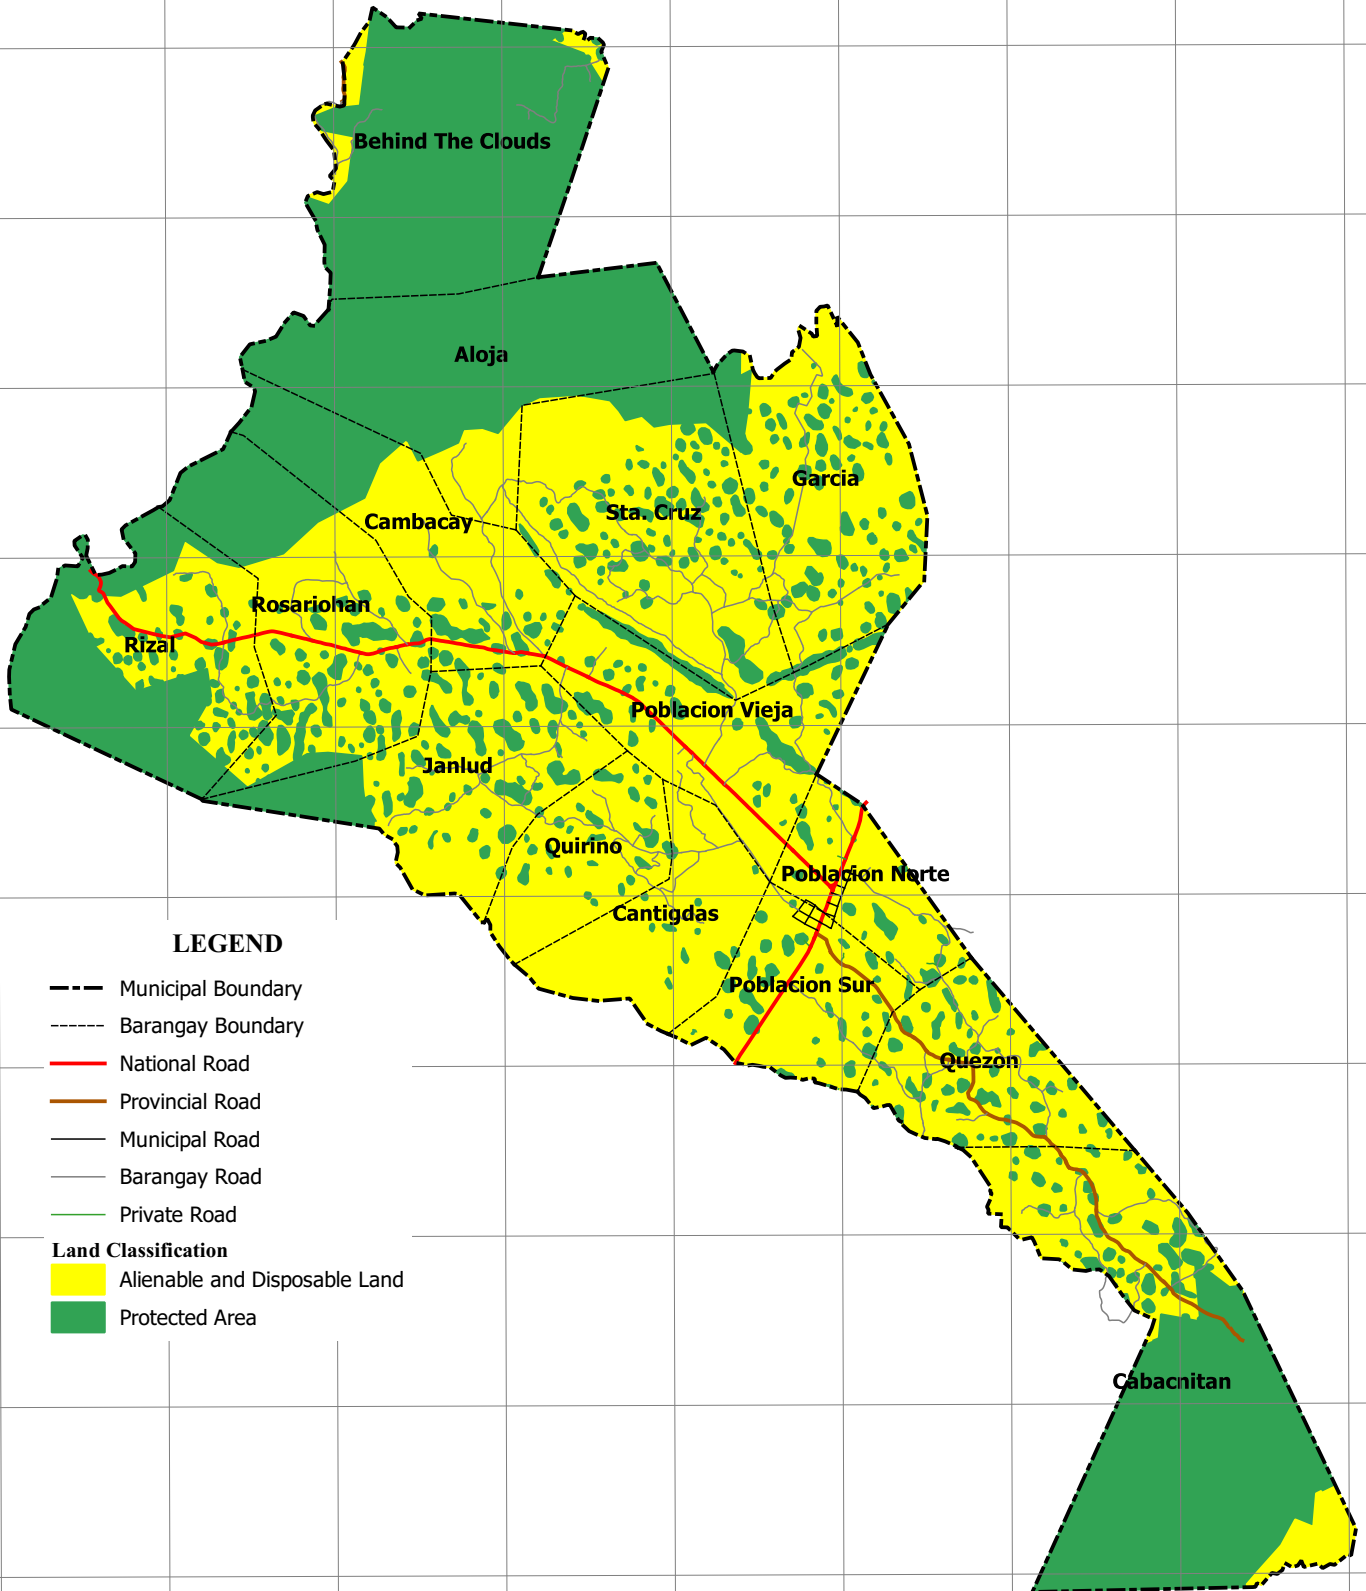 Behind The Clouds
Aloja
Garcia
Sta. Cruz
Cambacay
Rosariohan
Rizal
Poblacion Vieja
Janlud
Quirino
Poblacion Norte
Cantigdas
Poblacion Sur
Quezon
Cabacnitan
LEGEND
Municipal Boundary
Barangay Boundary
National Road
Provincial Road
Municipal Road
Barangay Road
Private Road
Land Classification
Alienable and Disposable Land
Protected Area